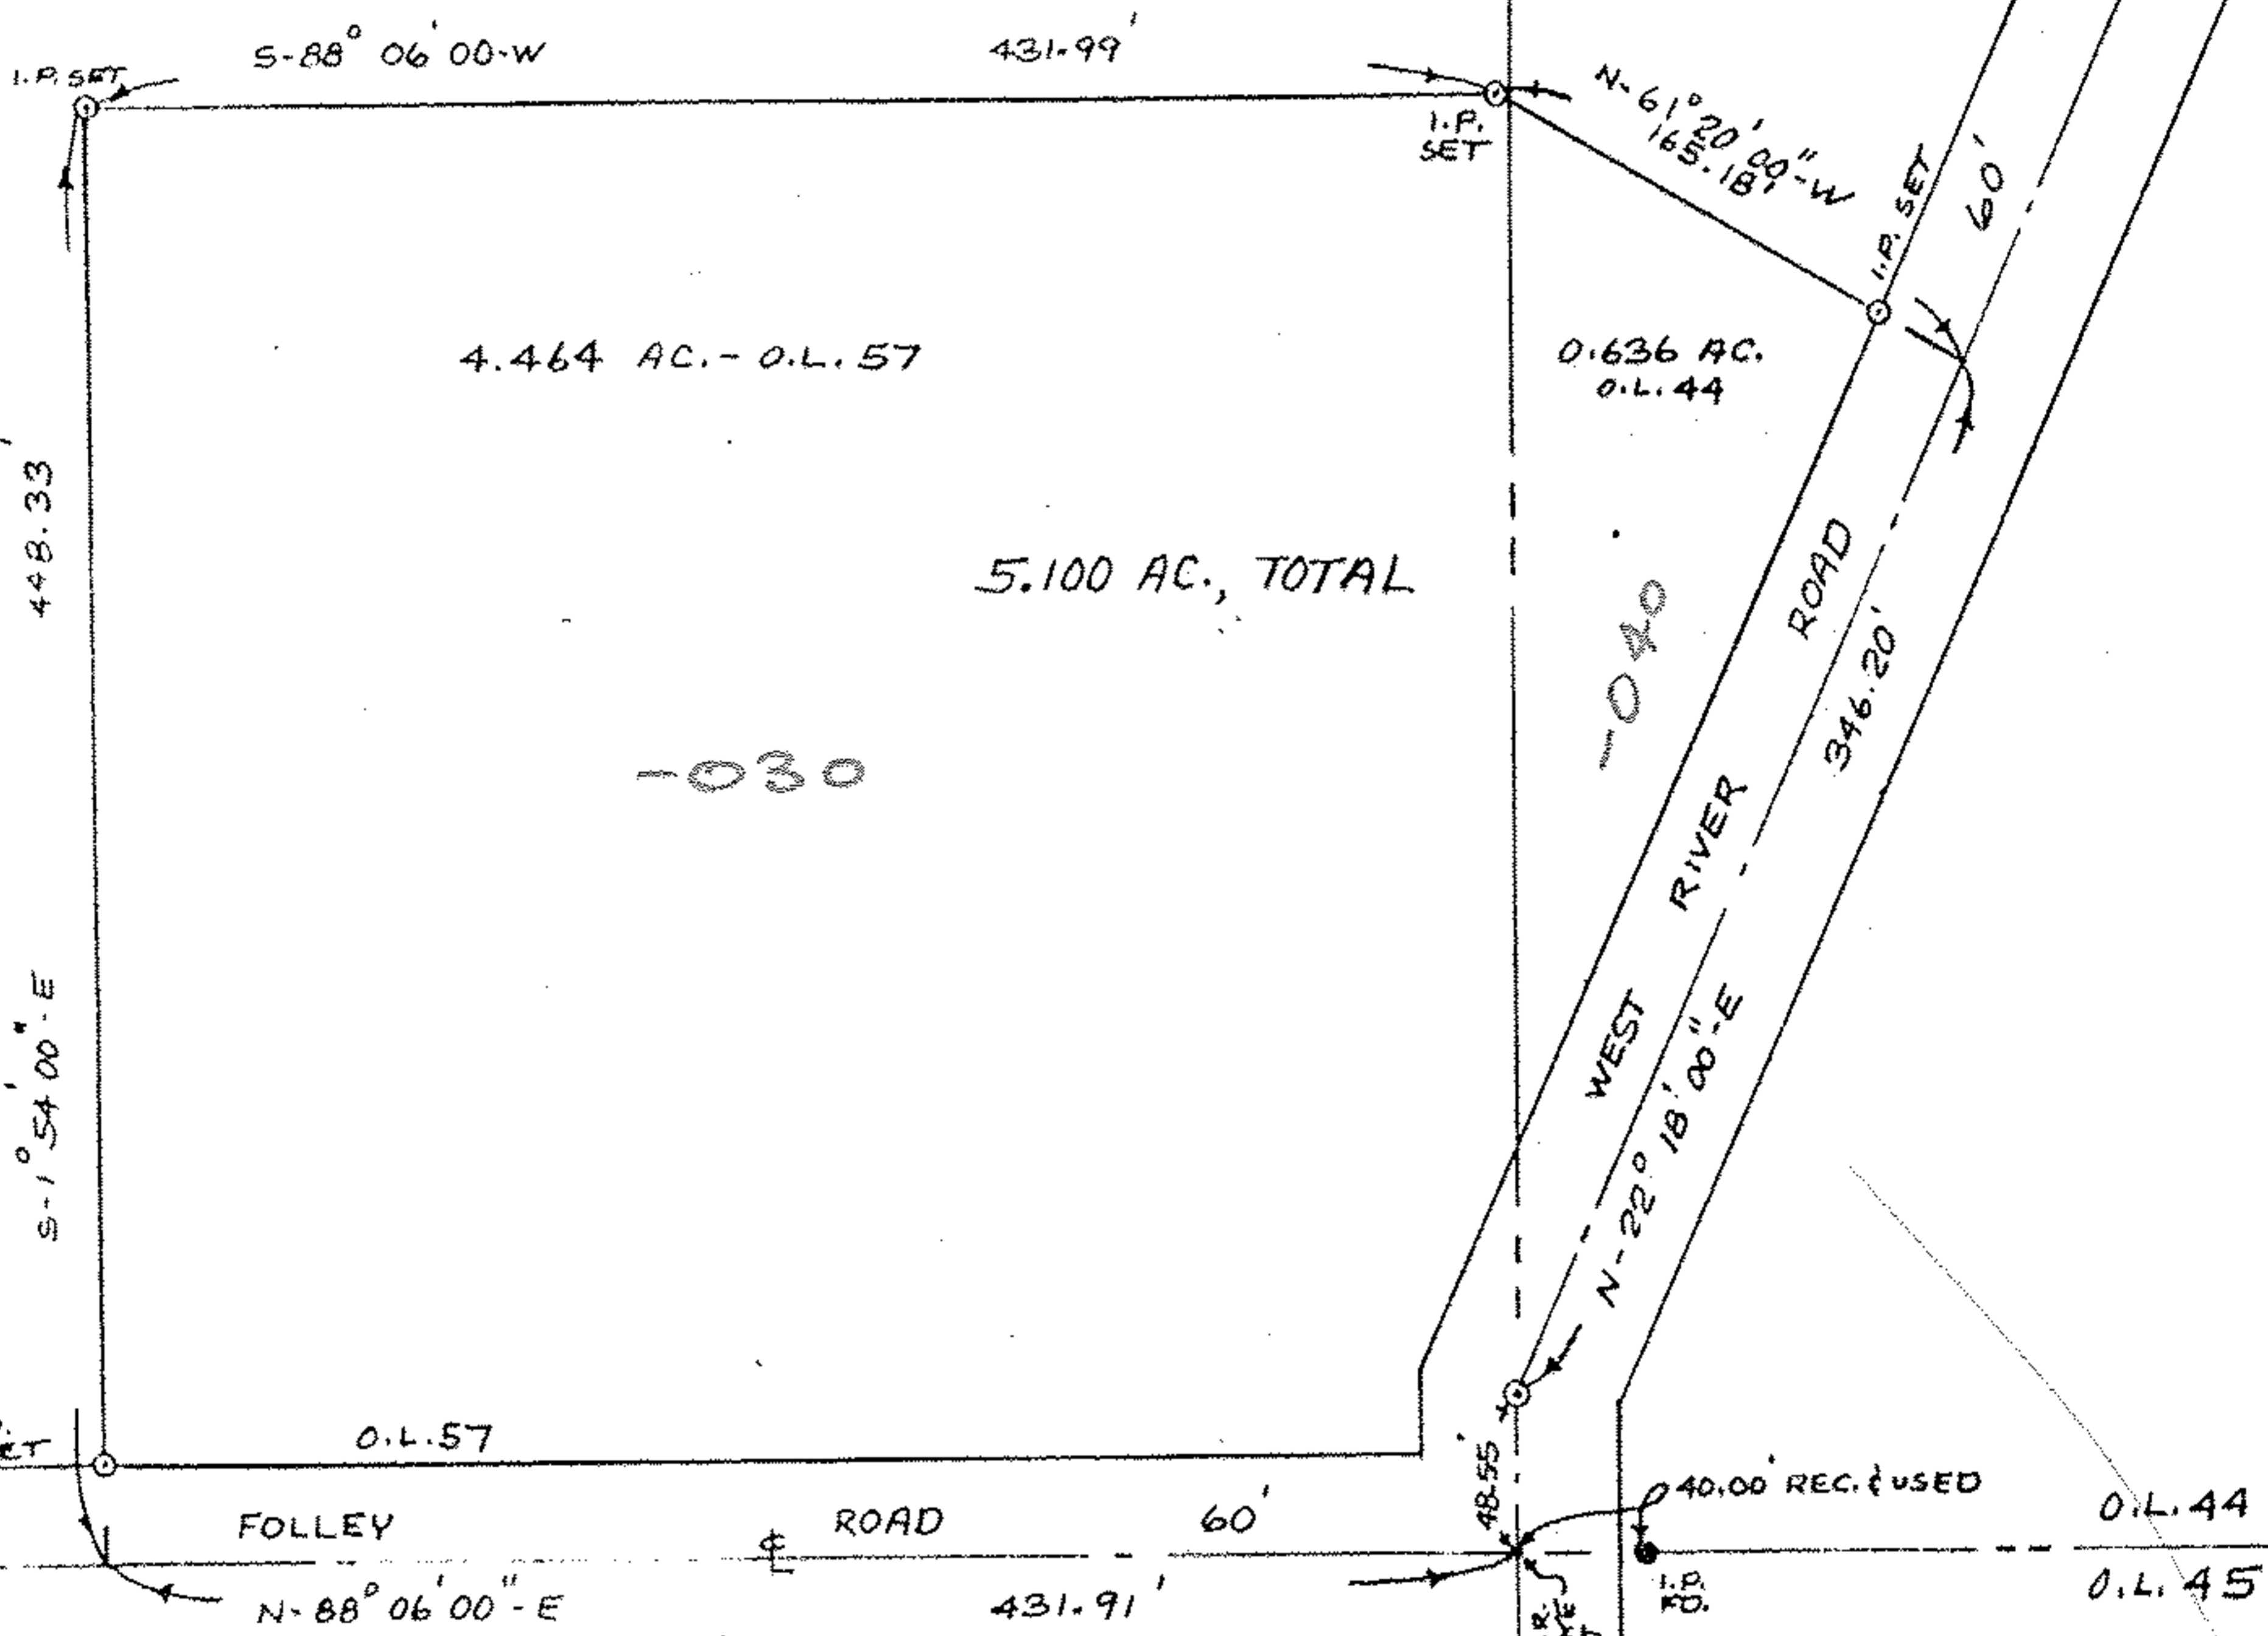 S-88° 06' 00-W
431.99'
I.P. SET
I.P.
SET
N-61° 20' 00"-W
165.18'
I.P. SET
60'
4.464 AC.- O.L. 57
0.636 AC.
O.L. 44
448.33'
5.100 AC., TOTAL
-040
-030
WEST RIVER ROAD
346.20'
N-22° 18' 00"-E
S-1° 54' 00"-E
O.L. 57
48.55'
40.00' REC. & USED
FOLLEY ROAD 60'
℄
O.L. 44
N-88° 06' 00"-E
431.91'
I.P.
FD.
O.L. 45